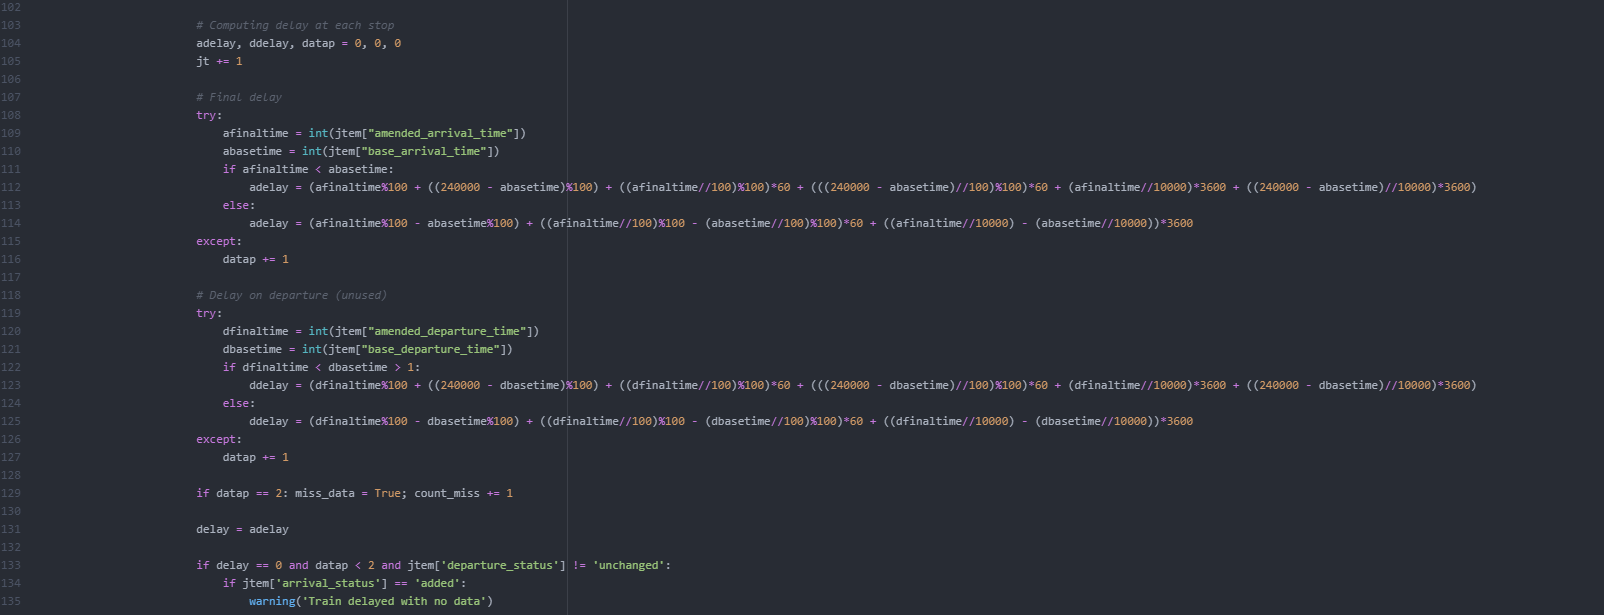 102
103 # Computing delay at each stop
104 adelay, ddelay, datap = 0, 0, 0
105 jt += 1
106
107 # Final delay
108 try:
109 afinaltime = int(jtem["amended_arrival_time"])
110 abasetime = int(jtem["base_arrival_time"])
111 if afinaltime < abasetime:
112 adelay = (afinaltime%100 + ((240000 - abasetime)%100) + ((afinaltime//100)%100)*60 + (((240000 - abasetime)//100)%100)*60 + (afinaltime//10000)*3600 + ((240000 - abasetime)//10000)*3600)
113 else:
114 adelay = (afinaltime%100 - abasetime%100) + ((afinaltime//100)%100 - (abasetime//100)%100)*60 + ((afinaltime//10000) - (abasetime//10000))*3600
115 except:
116 datap += 1
117
118 # Delay on departure (unused)
119 try:
120 dfinaltime = int(jtem["amended_departure_time"])
121 dbasetime = int(jtem["base_departure_time"])
122 if dfinaltime < dbasetime > 1:
123 ddelay = (dfinaltime%100 + ((240000 - dbasetime)%100) + ((dfinaltime//100)%100)*60 + (((240000 - dbasetime)//100)%100)*60 + (dfinaltime//10000)*3600 + ((240000 - dbasetime)//10000)*3600)
124 else:
125 ddelay = (dfinaltime%100 - dbasetime%100) + ((dfinaltime//100)%100 - (dbasetime//100)%100)*60 + ((dfinaltime//10000) - (dbasetime//10000))*3600
126 except:
127 datap += 1
128
129 if datap == 2: miss_data = True; count_miss += 1
130
131 delay = adelay
132
133 if delay == 0 and datap < 2 and jtem['departure_status'] != 'unchanged':
134 if jtem['arrival_status'] == 'added':
135 warning('Train delayed with no data')